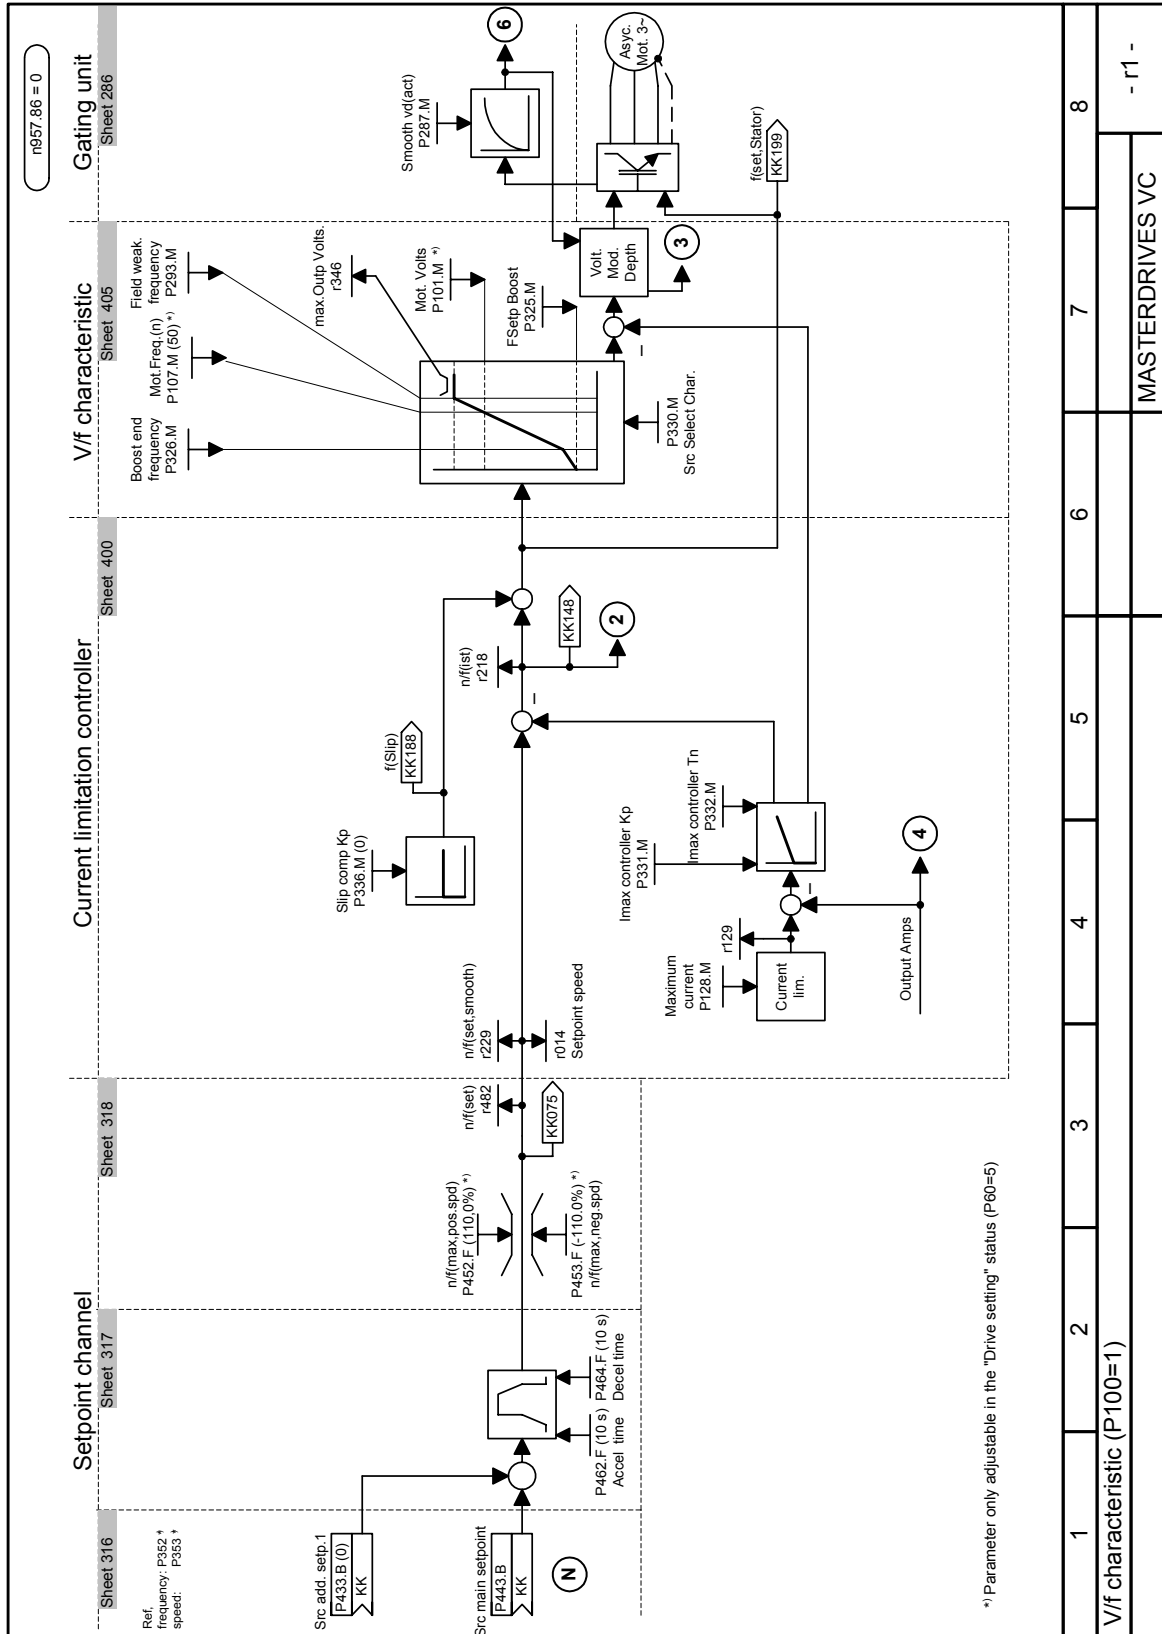 n957.86 = 0
Setpoint channel
Current limitation controller
V/f characteristic
Gating unit
Sheet 316
Sheet 317
Sheet 318
Sheet 400
Sheet 405
Sheet 286
Ref,
frequency: P352 *)
speed: P353 *)
Src add. setp.1
P433.B (0)
KK
Src main setpoint
P443.B
KK
N
P462.F (10 s)
Accel time
P464.F (10 s)
Decel time
n/f(max,pos.spd)
P452.F (110,0%) *)
P453.F (-110.0%) *)
n/f(max,neg.spd)
KK075
n/f(set)
r482
n/f(set,smooth)
r229
r014
Setpoint speed
Slip comp Kp
P336.M (0)
f(Slip)
KK188
n/f(ist)
r218
KK148
2
Maximum
current
P128.M
Current
lim.
r129
Imax controller Kp
P331.M
Imax controller Tn
P332.M
Output Amps
4
Boost end
frequency
P326.M
Mot.Freq.(n)
P107.M (50) *)
Field weak.
frequency
P293.M
max.Outp Volts.
r346
Mot. Volts
P101.M *)
FSetp Boost
P325.M
P330.M
Src Select Char.
Volt.
Mod.
Depth
3
Smooth vd(act)
P287.M
6
Asyc.
Mot. 3~
f(set,Stator)
KK199
*) Parameter only adjustable in the "Drive setting" status (P60=5)
1
2
3
4
5
6
7
8
V/f characteristic (P100=1)
MASTERDRIVES VC
- r1 -